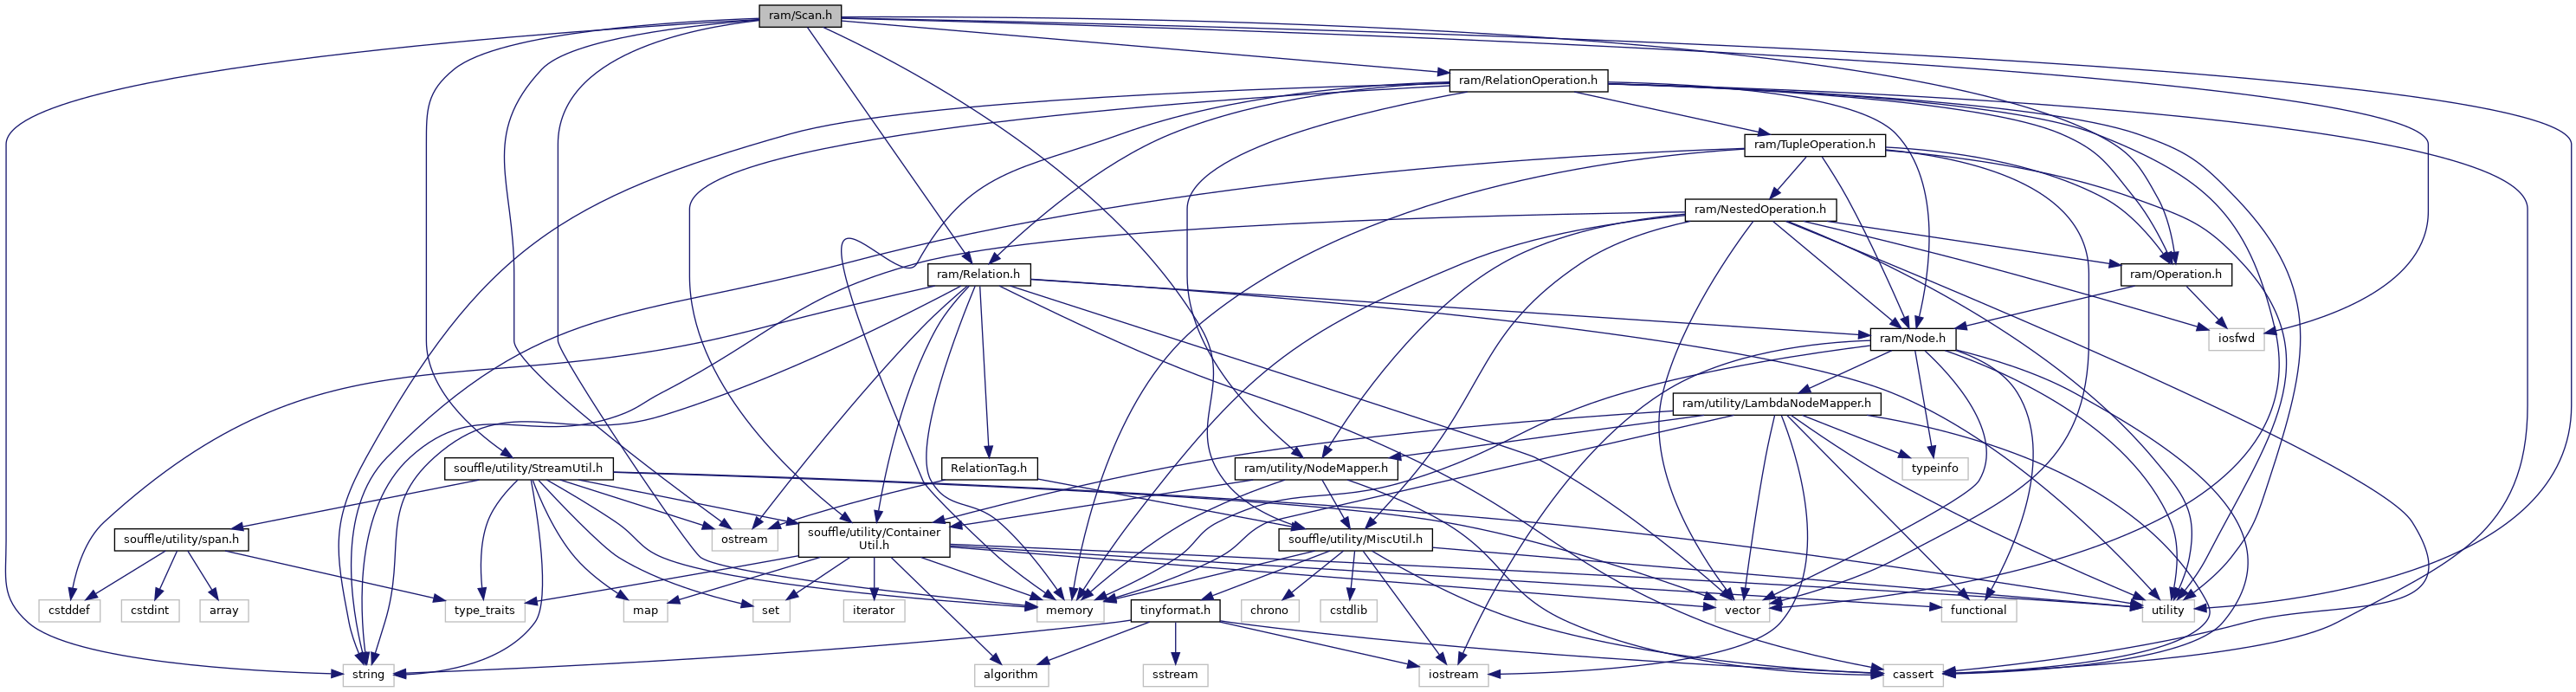 ram/Scan.h
ram/RelationOperation.h
ram/TupleOperation.h
ram/NestedOperation.h
ram/Relation.h
ram/Operation.h
ram/Node.h
iosfwd
ram/utility/LambdaNodeMapper.h
souffle/utility/StreamUtil.h
RelationTag.h
ram/utility/NodeMapper.h
typeinfo
souffle/utility/span.h
ostream
souffle/utility/Container
Util.h
souffle/utility/MiscUtil.h
cstddef
cstdint
array
type_traits
map
set
iterator
memory
tinyformat.h
chrono
cstdlib
vector
functional
utility
string
algorithm
sstream
iostream
cassert